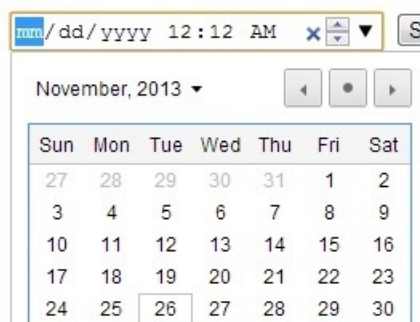 mm/dd/yyyy 12:12 AM
S
November, 2013
Sun Mon Tue Wed Thu Fri Sat
27 28 29 30 31 1 2
3 4 5 6 7 8 9
10 11 12 13 14 15 16
17 18 19 20 21 22 23
24 25 26 27 28 29 30